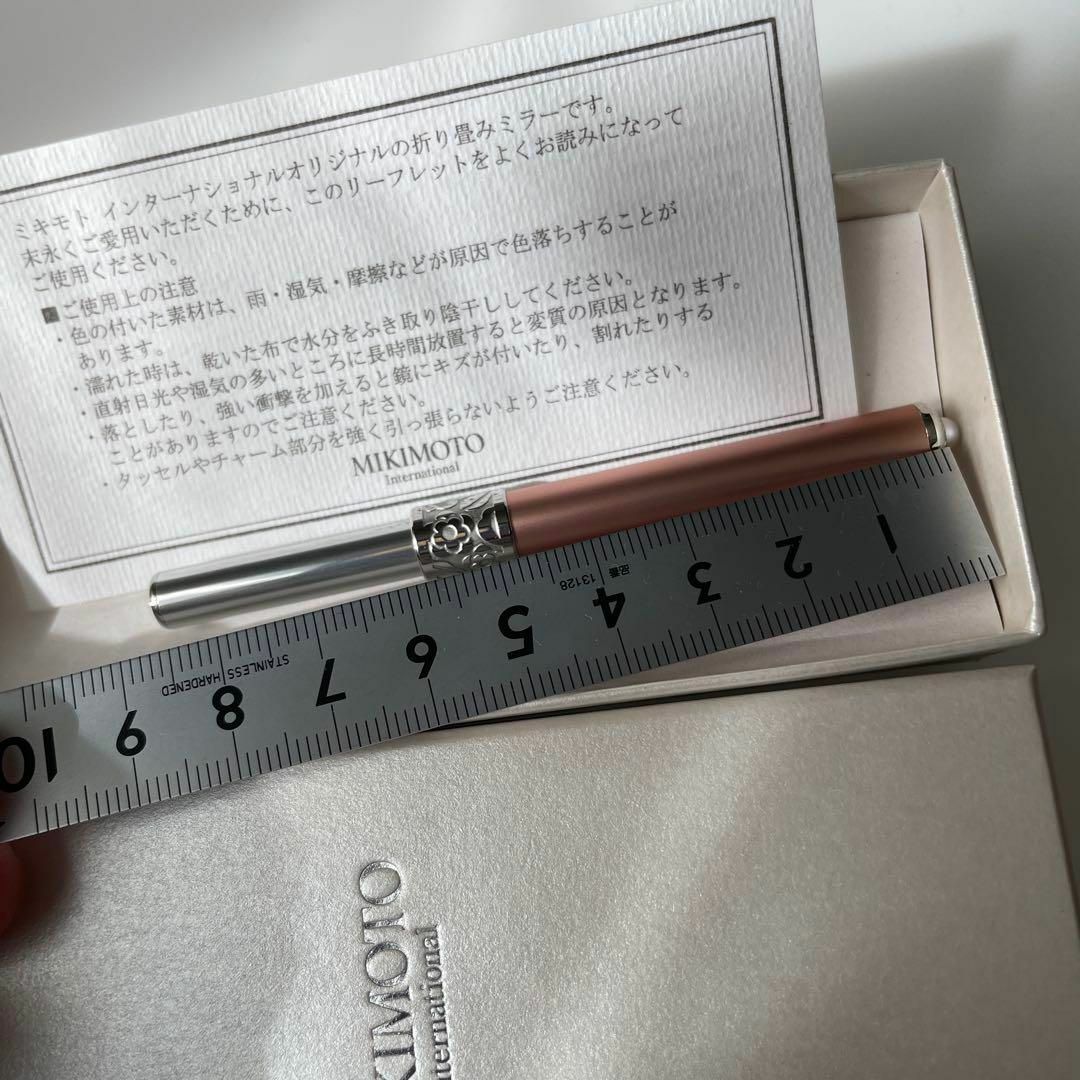 ミキモト インターナショナルオリジナルの折り畳みミラーです。
末永くご愛用いただくために、このリーフレットをよくお読みになって
ご使用ください。
■ご使用上の注意
・色の付いた素材は、雨・湿気・摩擦などが原因で色落ちすることが
あります。
・濡れた時は、乾いた布で水分をふき取り陰干ししてください。
・直射日光や湿気の多いところに長時間放置すると変質の原因となります。
・落としたり、強い衝撃を加えると鏡にキズが付いたり、割れたりする
ことがありますのでご注意ください。
・タッセルやチャーム部分を強く引っ張らないようご注意ください。
MIKIMOTO
International
1 2 3 4 5 6 7 8 9 10
品番 13128
STAINLESS HARDENED
KIMOTO
ternational